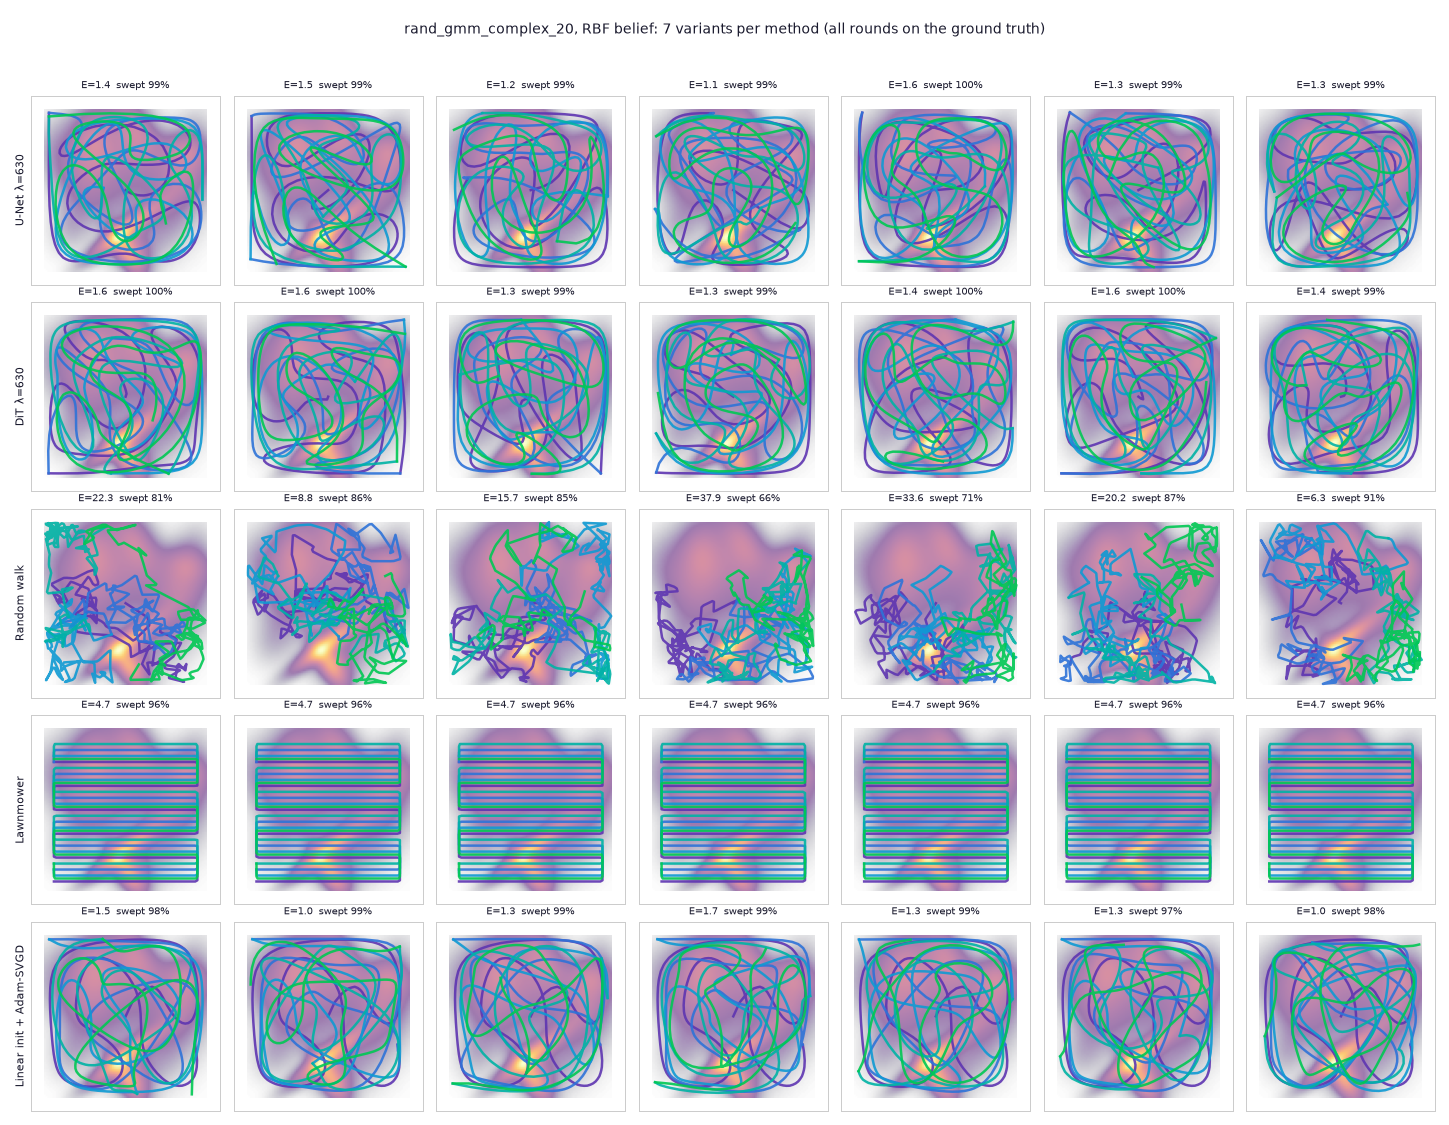 rand_gmm_complex_20, RBF belief: 7 variants per method (all rounds on the ground truth)
E=1.4 swept 99%
E=1.5 swept 99%
E=1.2 swept 99%
E=1.1 swept 99%
E=1.6 swept 100%
E=1.3 swept 99%
E=1.3 swept 99%
U-Net λ=630
E=1.6 swept 100%
E=1.6 swept 100%
E=1.3 swept 99%
E=1.3 swept 99%
E=1.4 swept 100%
E=1.6 swept 100%
E=1.4 swept 99%
DiT λ=630
E=22.3 swept 81%
E=8.8 swept 86%
E=15.7 swept 85%
E=37.9 swept 66%
E=33.6 swept 71%
E=20.2 swept 87%
E=6.3 swept 91%
Random walk
E=4.7 swept 96%
E=4.7 swept 96%
E=4.7 swept 96%
E=4.7 swept 96%
E=4.7 swept 96%
E=4.7 swept 96%
E=4.7 swept 96%
Lawnmower
E=1.5 swept 98%
E=1.0 swept 99%
E=1.3 swept 99%
E=1.7 swept 99%
E=1.3 swept 99%
E=1.3 swept 97%
E=1.0 swept 98%
Linear init + Adam-SVGD